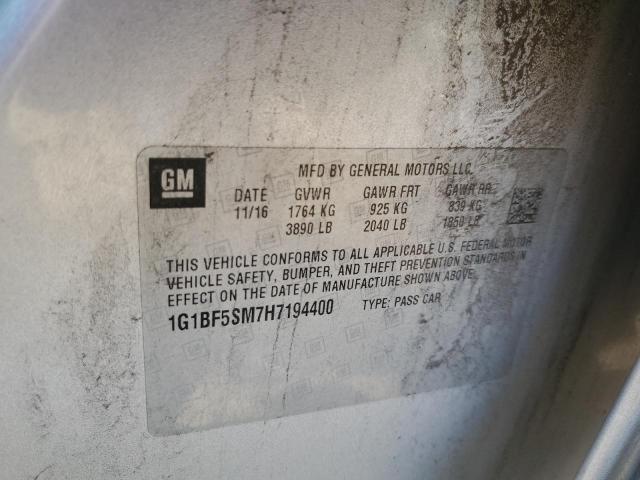 GM
MFD BY GENERAL MOTORS LLC.
DATE GVWR GAWR FRT GAWR RR
11/16 1764 KG 925 KG 839 KG
3890 LB 2040 LB 1850 LB
THIS VEHICLE CONFORMS TO ALL APPLICABLE U.S. FEDERAL MOTOR
VEHICLE SAFETY, BUMPER, AND THEFT PREVENTION STANDARDS IN
EFFECT ON THE DATE OF MANUFACTURE SHOWN ABOVE.
1G1BF5SM7H7194400 TYPE: PASS CAR